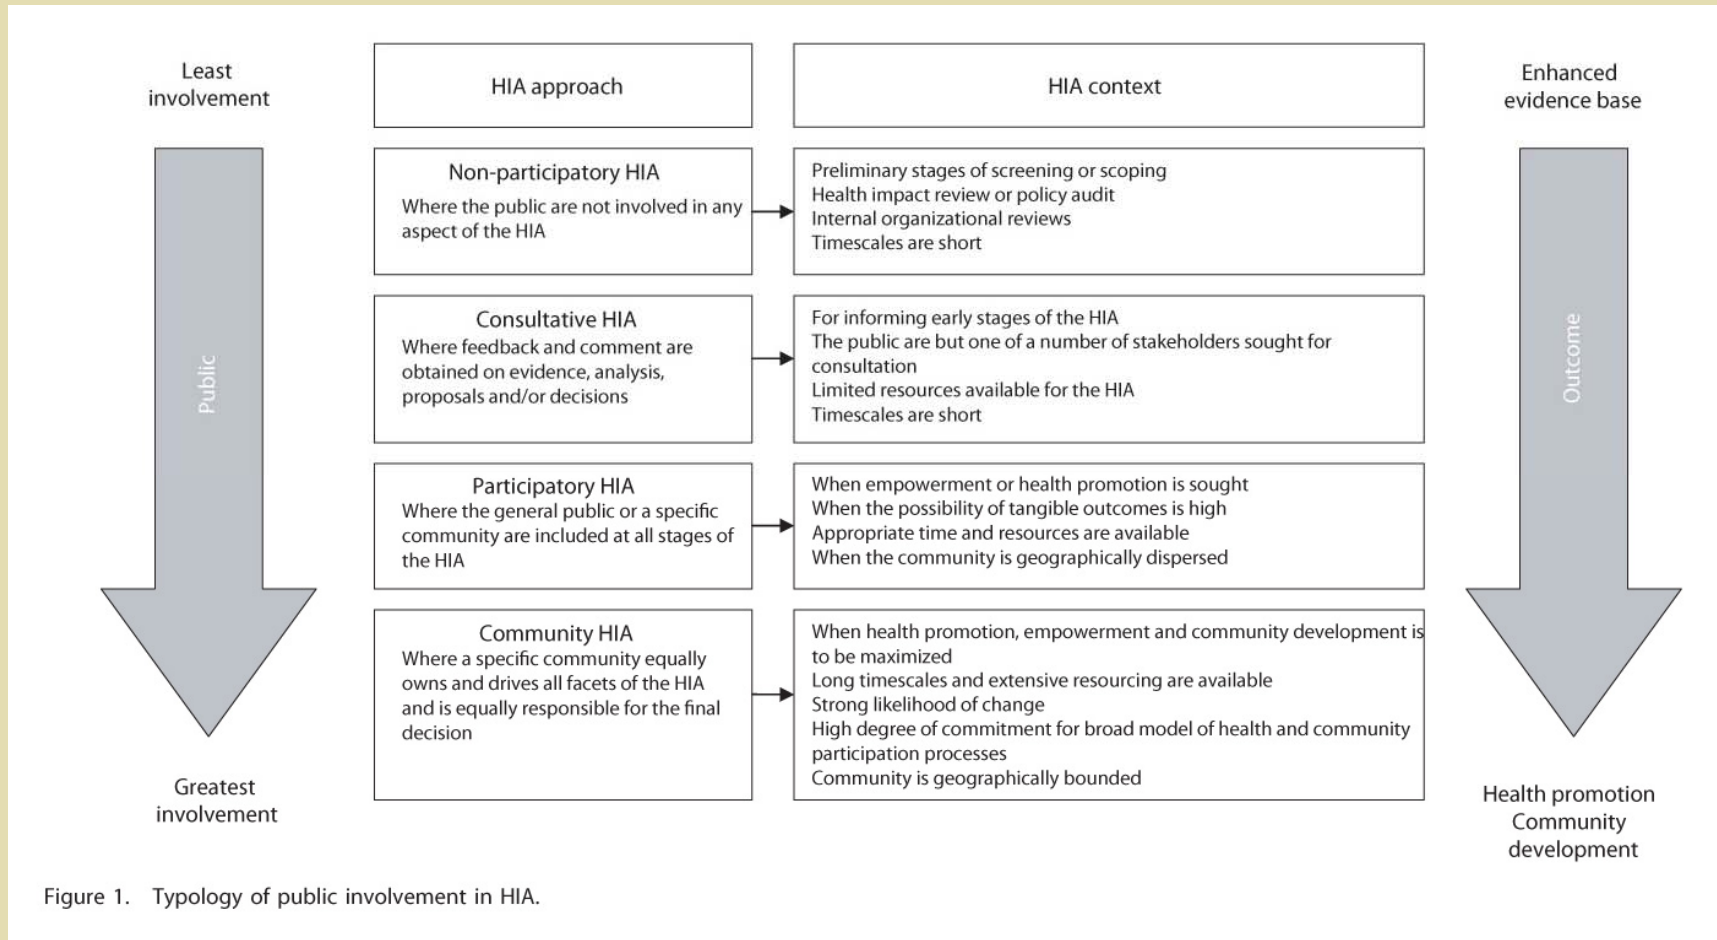 Least
involvement
HIA approach
HIA context
Enhanced
evidence base
Non-participatory HIA
Where the public are not involved in any
aspect of the HIA
Preliminary stages of screening or scoping
Health impact review or policy audit
Internal organizational reviews
Timescales are short
Consultative HIA
Where feedback and comment are
obtained on evidence, analysis,
proposals and/or decisions
For informing early stages of the HIA
The public are but one of a number of stakeholders sought for
consultation
Limited resources available for the HIA
Timescales are short
Public
Outcome
Participatory HIA
Where the general public or a specific
community are included at all stages of
the HIA
When empowerment or health promotion is sought
When the possibility of tangible outcomes is high
Appropriate time and resources are available
When the community is geographically dispersed
Community HIA
Where a specific community equally
owns and drives all facets of the HIA
and is equally responsible for the final
decision
When health promotion, empowerment and community development is
to be maximized
Long timescales and extensive resourcing are available
Strong likelihood of change
High degree of commitment for broad model of health and community
participation processes
Community is geographically bounded
Greatest
involvement
Health promotion
Community
development
Figure 1. Typology of public involvement in HIA.